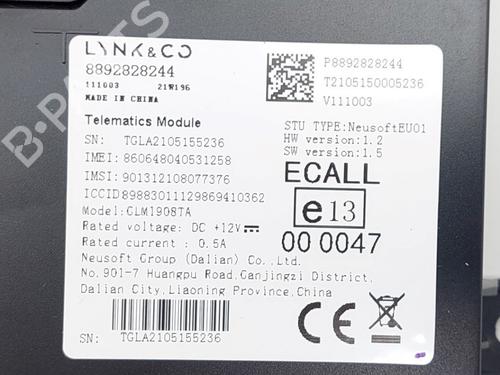 LYNK&CO
8892828244
111003 21W196
MADE IN CHINA
Telematics Module
SN: TGLA2105155236
IMEI: 860648040531258
IMSI: 901312108077376
ICCID89883011129869410362
Model:GLM1908TA
Rated voltage: DC +12V
Rated current : 0.5A
Neusoft Group (Dalian) Co.,Ltd.
No.901-7 Huangpu Road,Ganjingzi District,
Dalian City,Liaoning Province,China
SN: TGLA2105155236
P8892828244
T2105150005236
V111003
STU TYPE:NeusoftEU01
HW version:1.2
SW version:1.5
ECALL
e13
00 0047
B-PARTS